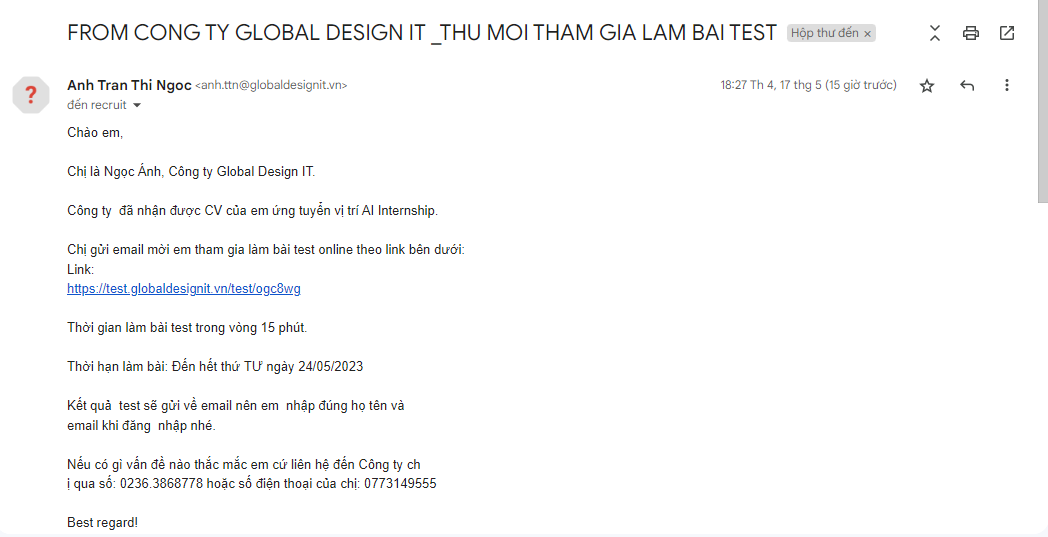 FROM CONG TY GLOBAL DESIGN IT _THU MOI THAM GIA LAM BAI TEST Hộp thư đến ×
Anh Tran Thi Ngoc <anh.ttn@globaldesignit.vn> 18:27 Th 4, 17 thg 5 (15 giờ trước)
?
đến recruit
Chào em,
Chị là Ngọc Ánh, Công ty Global Design IT.
Công ty đã nhận được CV của em ứng tuyển vị trí AI Internship.
Chị gửi email mời em tham gia làm bài test online theo link bên dưới:
Link:
https://test.globaldesignit.vn/test/ogc8wg
Thời gian làm bài test trong vòng 15 phút.
Thời hạn làm bài: Đến hết thứ TƯ ngày 24/05/2023
Kết quả test sẽ gửi về email nên em nhập đúng họ tên và
email khi đăng nhập nhé.
Nếu có gì vấn đề nào thắc mắc em cứ liên hệ đến Công ty ch
ị qua số: 0236.3868778 hoặc số điện thoại của chị: 0773149555
Best regard!